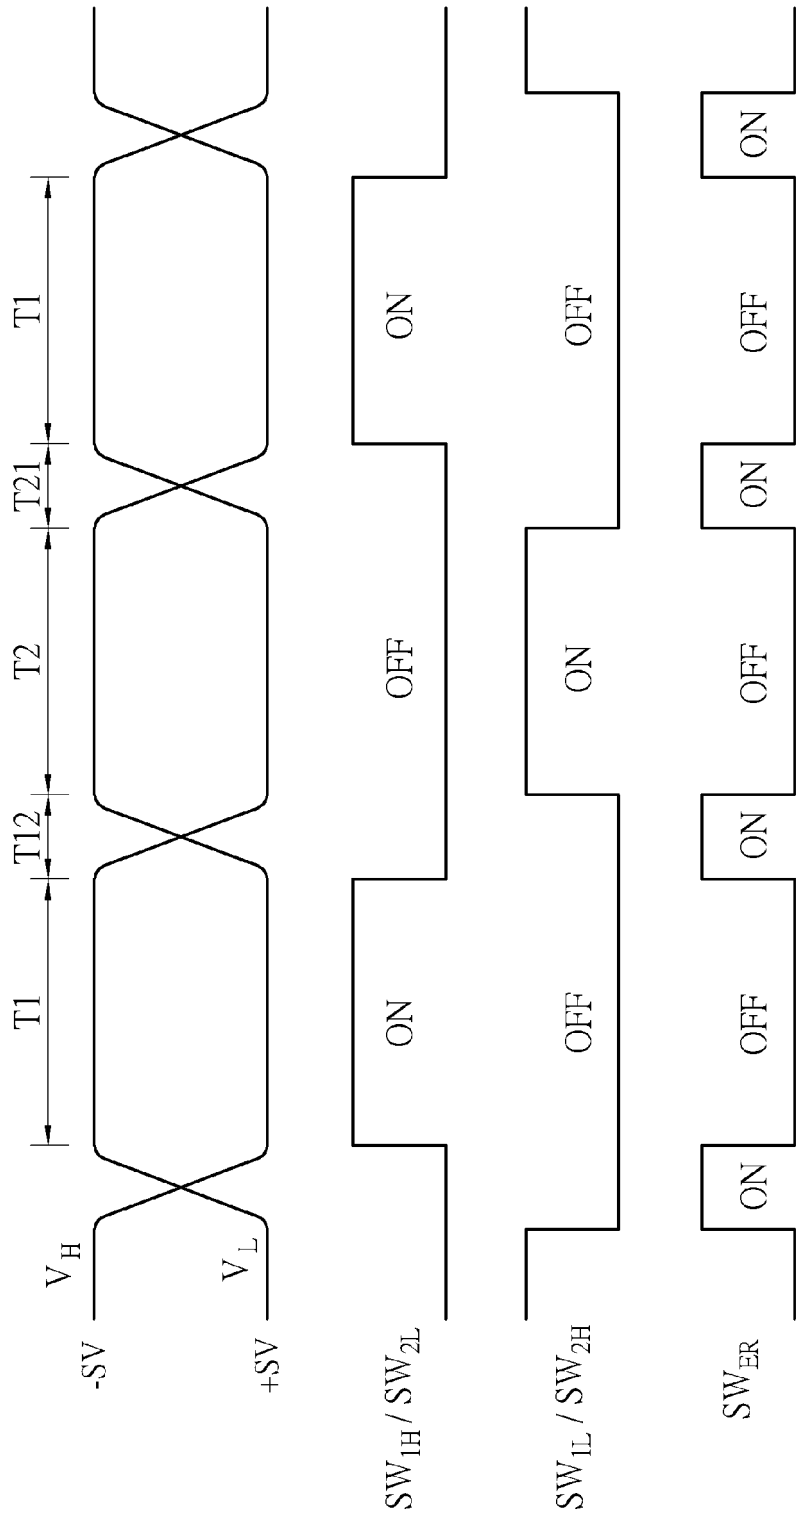 T1 T12 T2 T21 T1
-SV V_H
+SV V_L
SW_1H / SW_2L ON OFF ON
SW_1L / SW_2H OFF ON OFF
SW_ER ON OFF ON OFF ON OFF ON